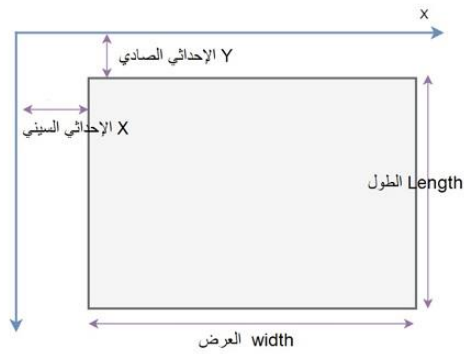 X
الإحداثي الصادي Y
الإحداثي السيني X
الطول Length
العرض width